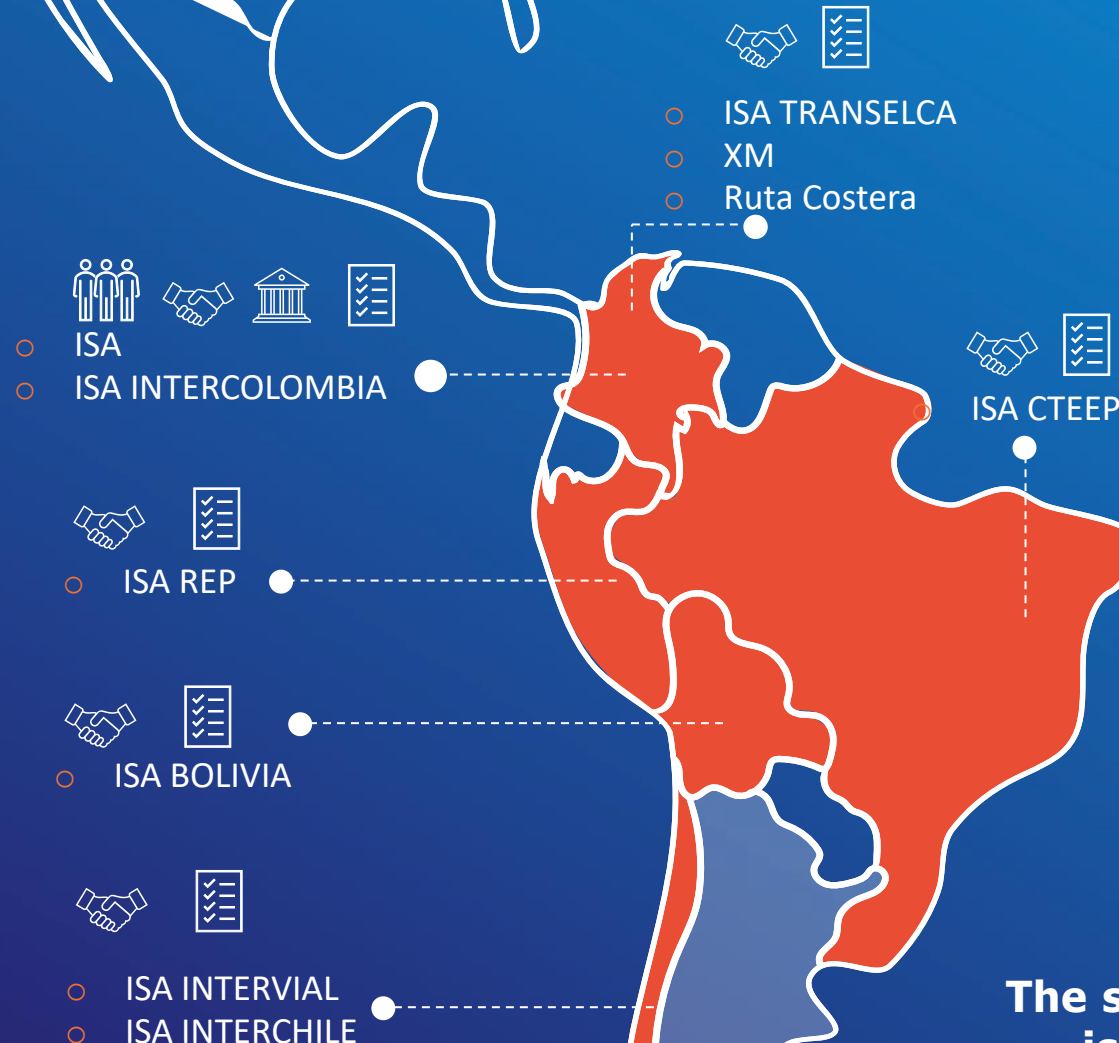 ISA TRANSELCA
XM
Ruta Costera
ISA
ISA INTERCOLOMBIA
ISA CTEEP
ISA REP
ISA BOLIVIA
ISA INTERVIAL
ISA INTERCHILE
The s